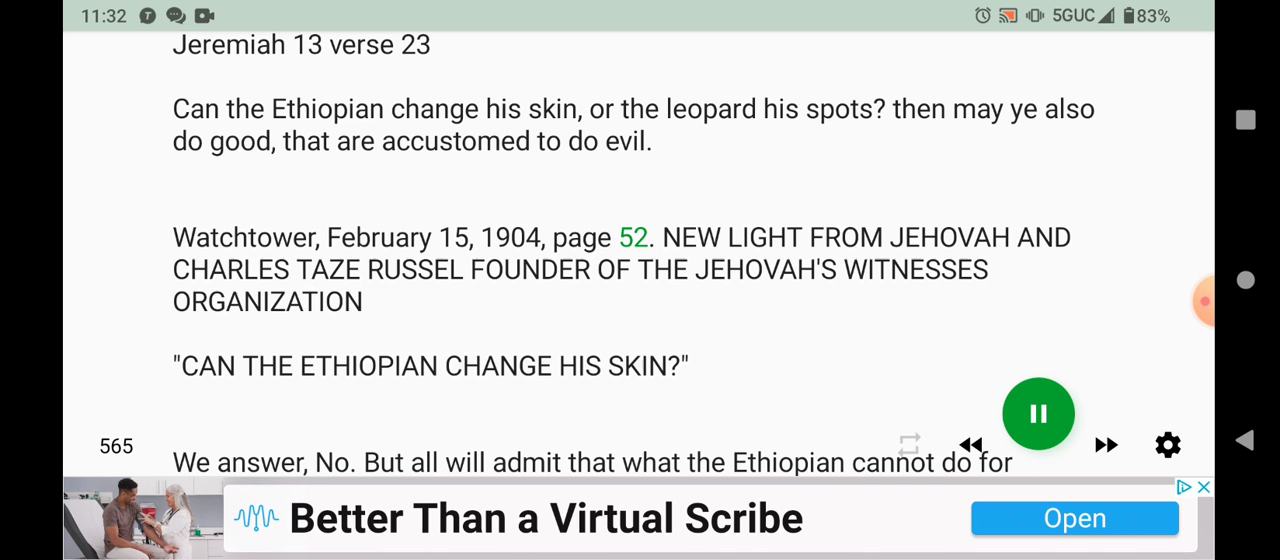 11:32
5GUC 83%
Jeremiah 13 verse 23
Can the Ethiopian change his skin, or the leopard his spots? then may ye also
do good, that are accustomed to do evil.
Watchtower, February 15, 1904, page 52. NEW LIGHT FROM JEHOVAH AND
CHARLES TAZE RUSSEL FOUNDER OF THE JEHOVAH'S WITNESSES
ORGANIZATION
"CAN THE ETHIOPIAN CHANGE HIS SKIN?"
565
We answer, No. But all will admit that what the Ethiopian cannot do for
Better Than a Virtual Scribe
Open